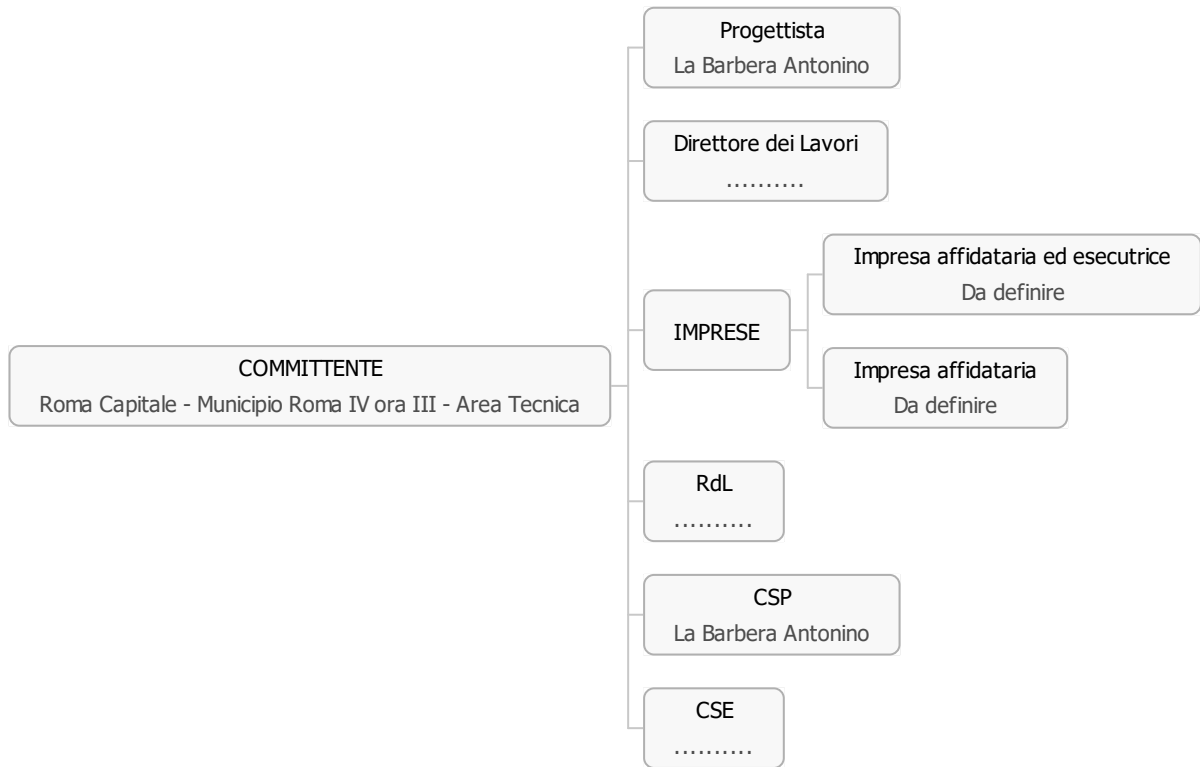 Progettista
La Barbera Antonino
Direttore dei Lavori
..........
Impresa affidataria ed esecutrice
Da definire
IMPRESE
COMMITTENTE
Roma Capitale - Municipio Roma IV ora III - Area Tecnica
Impresa affidataria
Da definire
RdL
..........
CSP
La Barbera Antonino
CSE
..........